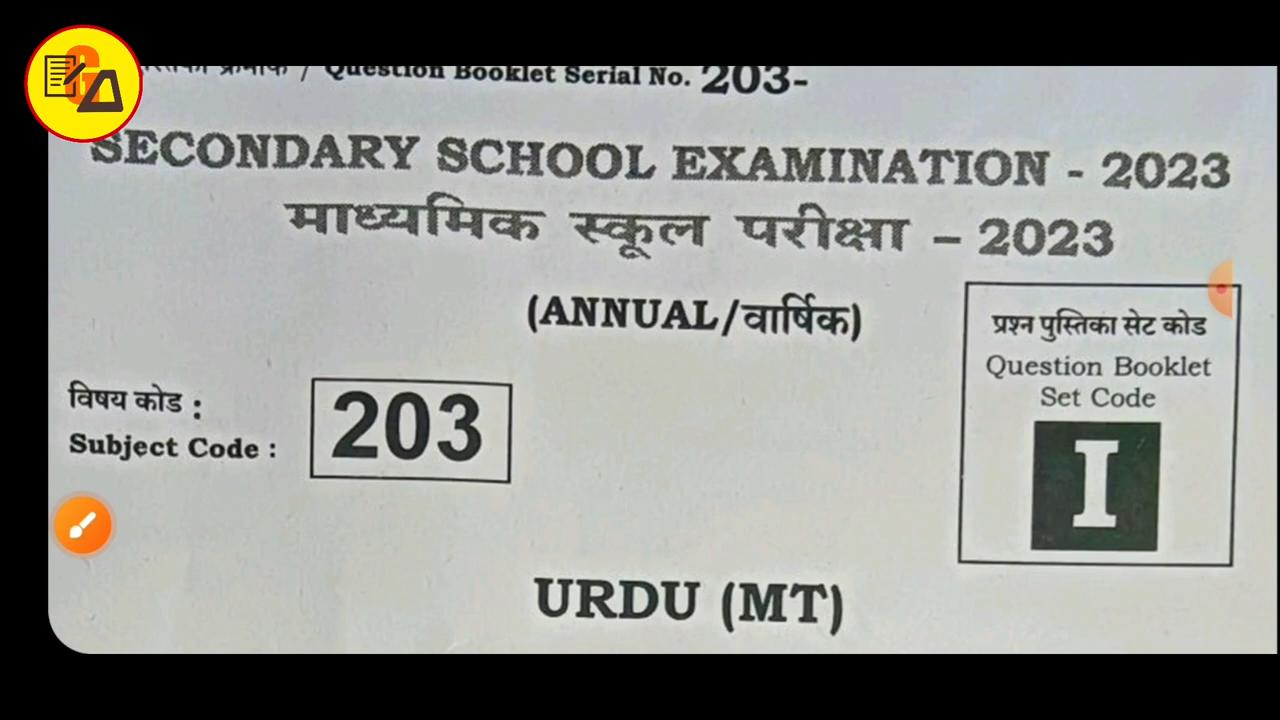 क्रमांक / Question Booklet Serial No. 203-
SECONDARY SCHOOL EXAMINATION - 2023
माध्यमिक स्कूल परीक्षा – 2023
(ANNUAL/वार्षिक)
प्रश्न पुस्तिका सेट कोड
Question Booklet
Set Code
I
विषय कोड :
Subject Code :
203
URDU (MT)